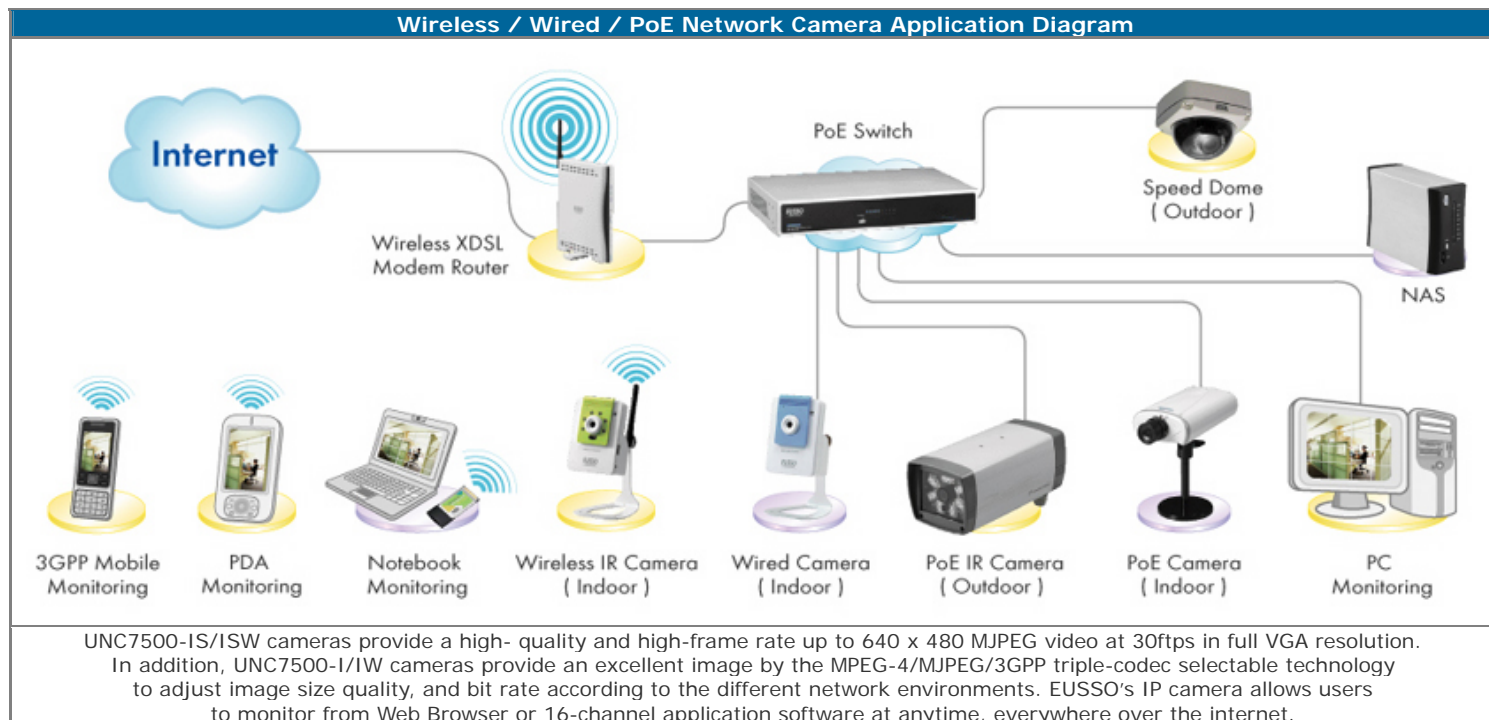 Wireless / Wired / PoE Network Camera Application Diagram
Internet
Wireless XDSL
Modem Router
PoE Switch
EUSSO
Speed Dome
( Outdoor )
NAS
3GPP Mobile
Monitoring
PDA
Monitoring
Notebook
Monitoring
Wireless IR Camera
( Indoor )
Wired Camera
( Indoor )
PoE IR Camera
( Outdoor )
PoE Camera
( Indoor )
PC
Monitoring
UNC7500-IS/ISW cameras provide a high- quality and high-frame rate up to 640 x 480 MJPEG video at 30ftps in full VGA resolution.
In addition, UNC7500-I/IW cameras provide an excellent image by the MPEG-4/MJPEG/3GPP triple-codec selectable technology
to adjust image size quality, and bit rate according to the different network environments. EUSSO's IP camera allows users
to monitor from Web Browser or 16-channel application software at anytime, everywhere over the internet.